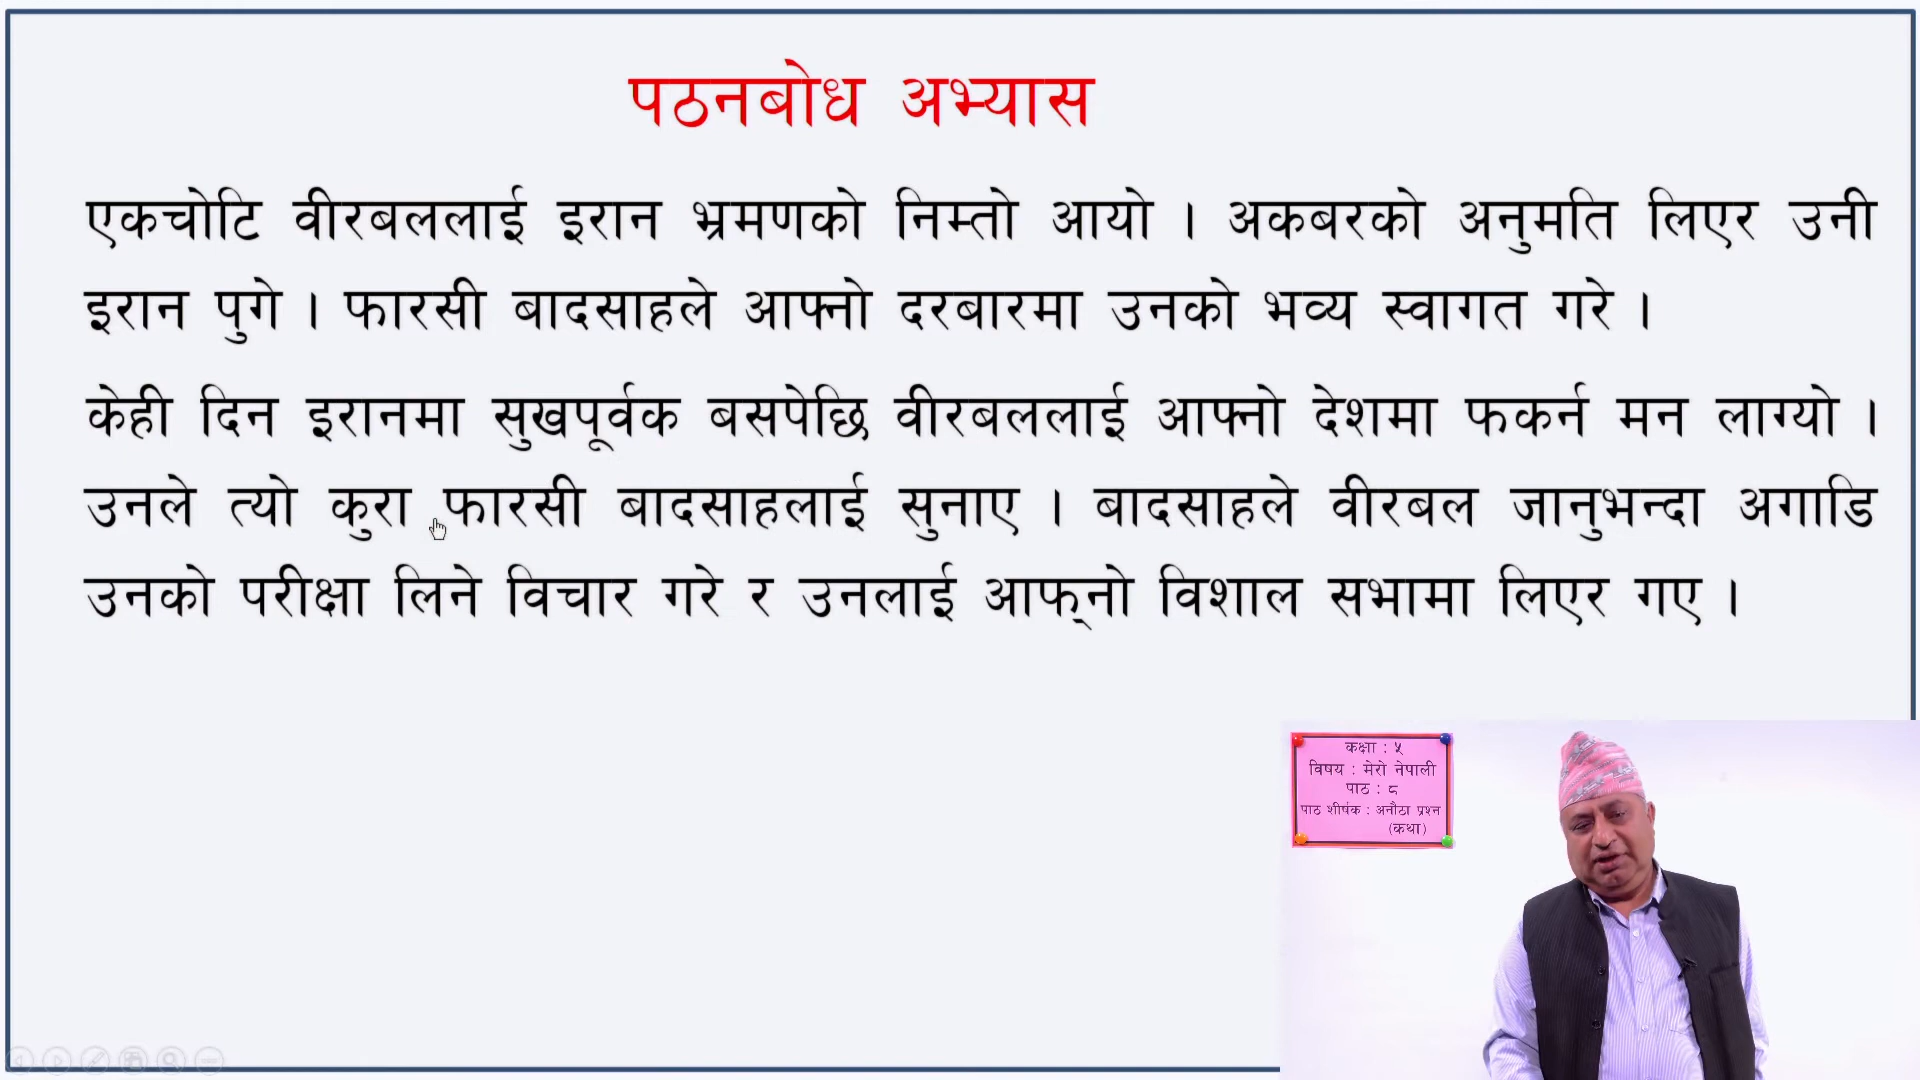 पठनबोध अभ्यास
एकचोटि वीरबललाई इरान भ्रमणको निम्तो आयो । अकबरको अनुमति लिएर उनी
इरान पुगे । फारसी बादसाहले आफ्नो दरबारमा उनको भव्य स्वागत गरे ।
केही दिन इरानमा सुखपूर्वक बसपेछि वीरबललाई आफ्नो देशमा फकर्न मन लाग्यो ।
उनले त्यो कुरा फारसी बादसाहलाई सुनाए । बादसाहले वीरबल जानुभन्दा अगाडि
उनको परीक्षा लिने विचार गरे र उनलाई आफ्‌नो विशाल सभामा लिएर गए ।
कक्षा : ५
विषय : मेरो नेपाली
पाठ : ८
पाठ शीर्षक : अनौठा प्रश्न
(कथा)